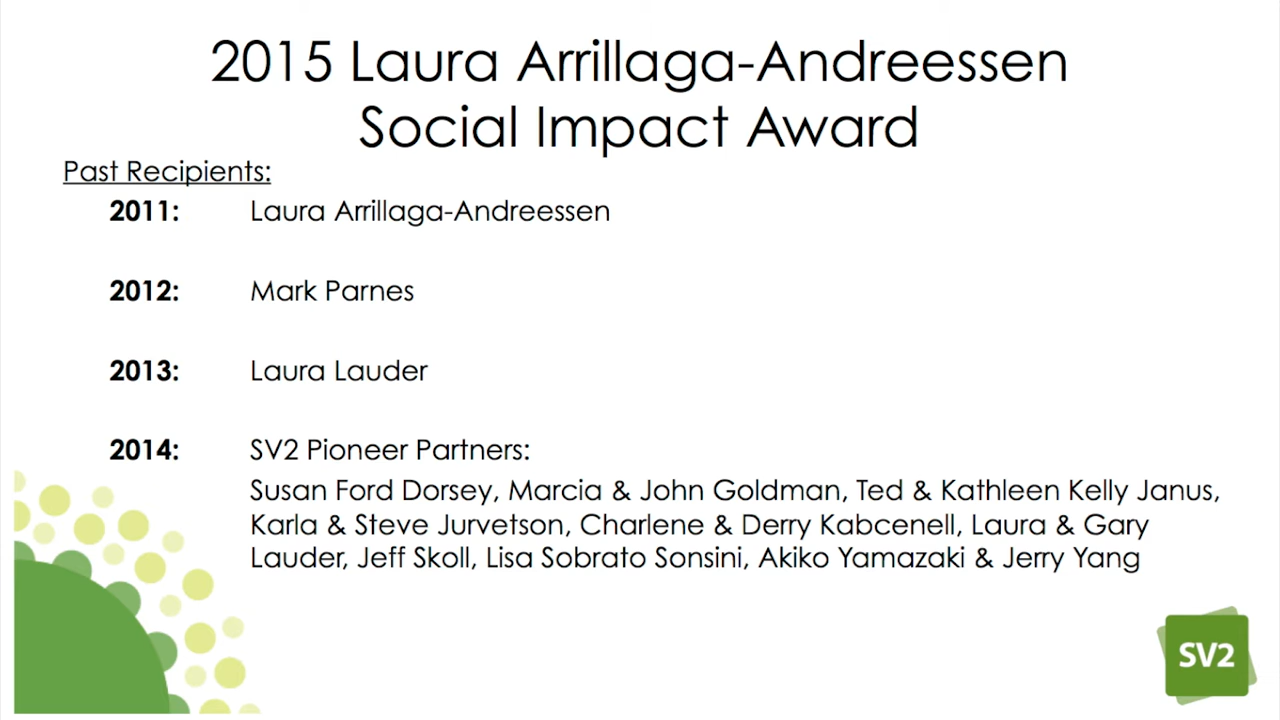 2015 Laura Arrillaga-Andreessen
Social Impact Award
Past Recipients:
2011: Laura Arrillaga-Andreessen
2012: Mark Parnes
2013: Laura Lauder
2014: SV2 Pioneer Partners:
Susan Ford Dorsey, Marcia & John Goldman, Ted & Kathleen Kelly Janus,
Karla & Steve Jurvetson, Charlene & Derry Kabcenell, Laura & Gary
Lauder, Jeff Skoll, Lisa Sobrato Sonsini, Akiko Yamazaki & Jerry Yang
SV2